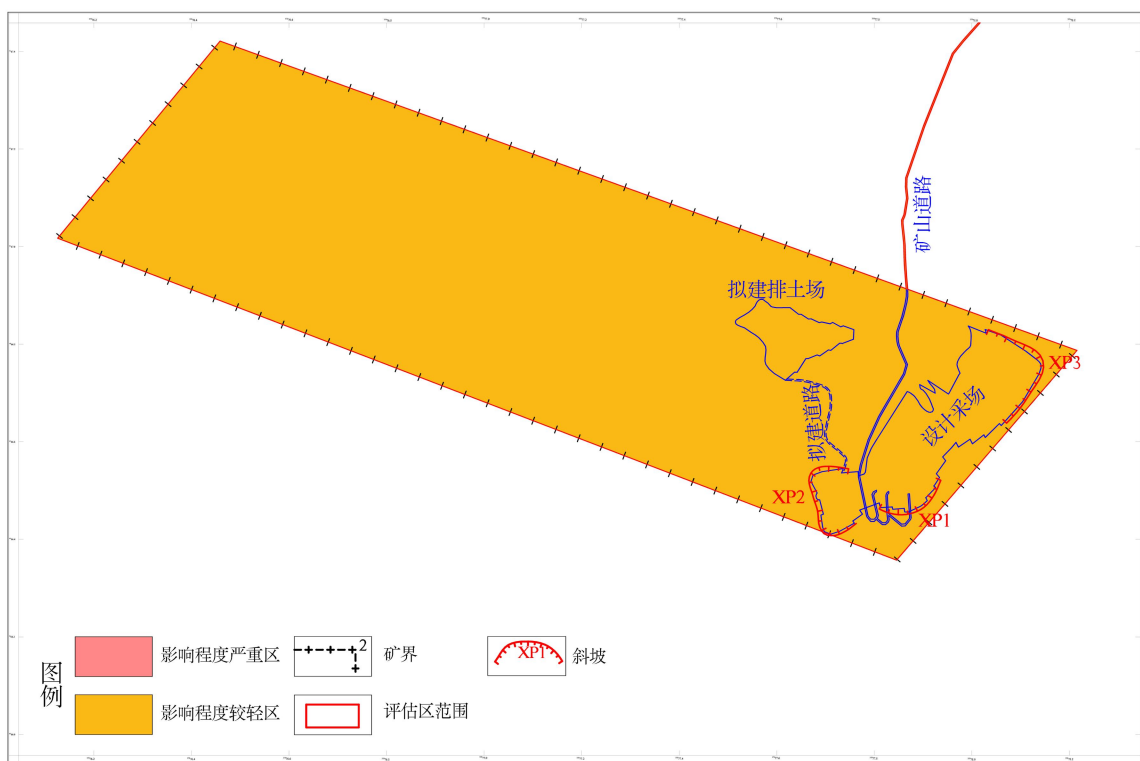 矿山道路
拟建排土场
XP3
设计采场
拟建道路
XP2
XP1
图例
影响程度严重区
2
矿界
XP1
斜坡
影响程度较轻区
评估区范围